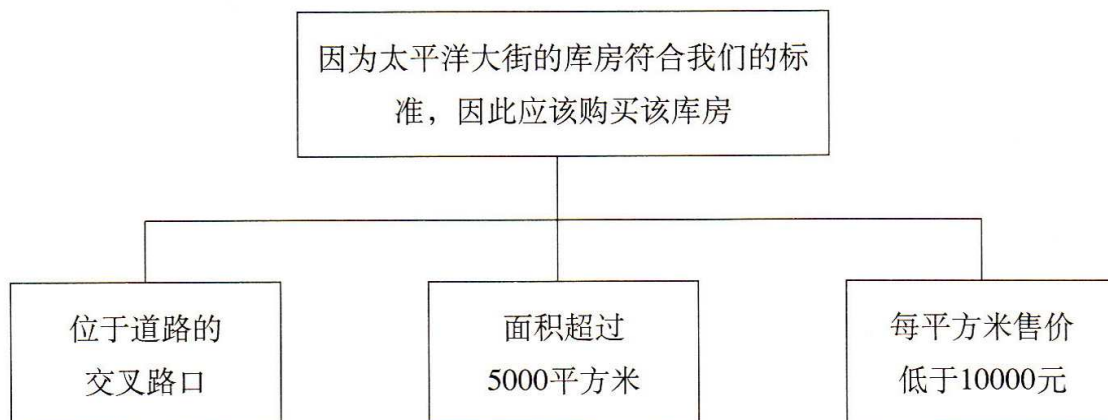 因为太平洋大街的库房符合我们的标
准，因此应该购买该库房
位于道路的
交叉路口
面积超过
5000平方米
每平方米售价
低于10000元